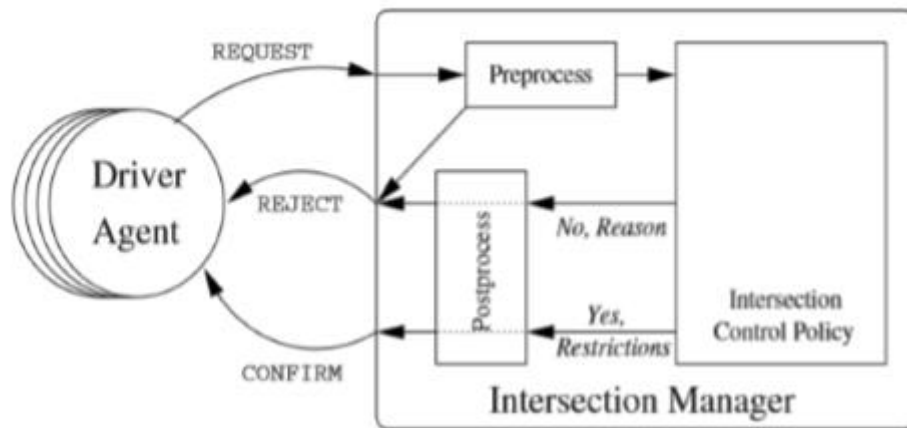 REQUEST
Preprocess
Driver
Agent
REJECT
No, Reason
Postprocess
Yes,
Restrictions
Intersection
Control Policy
CONFIRM
Intersection Manager